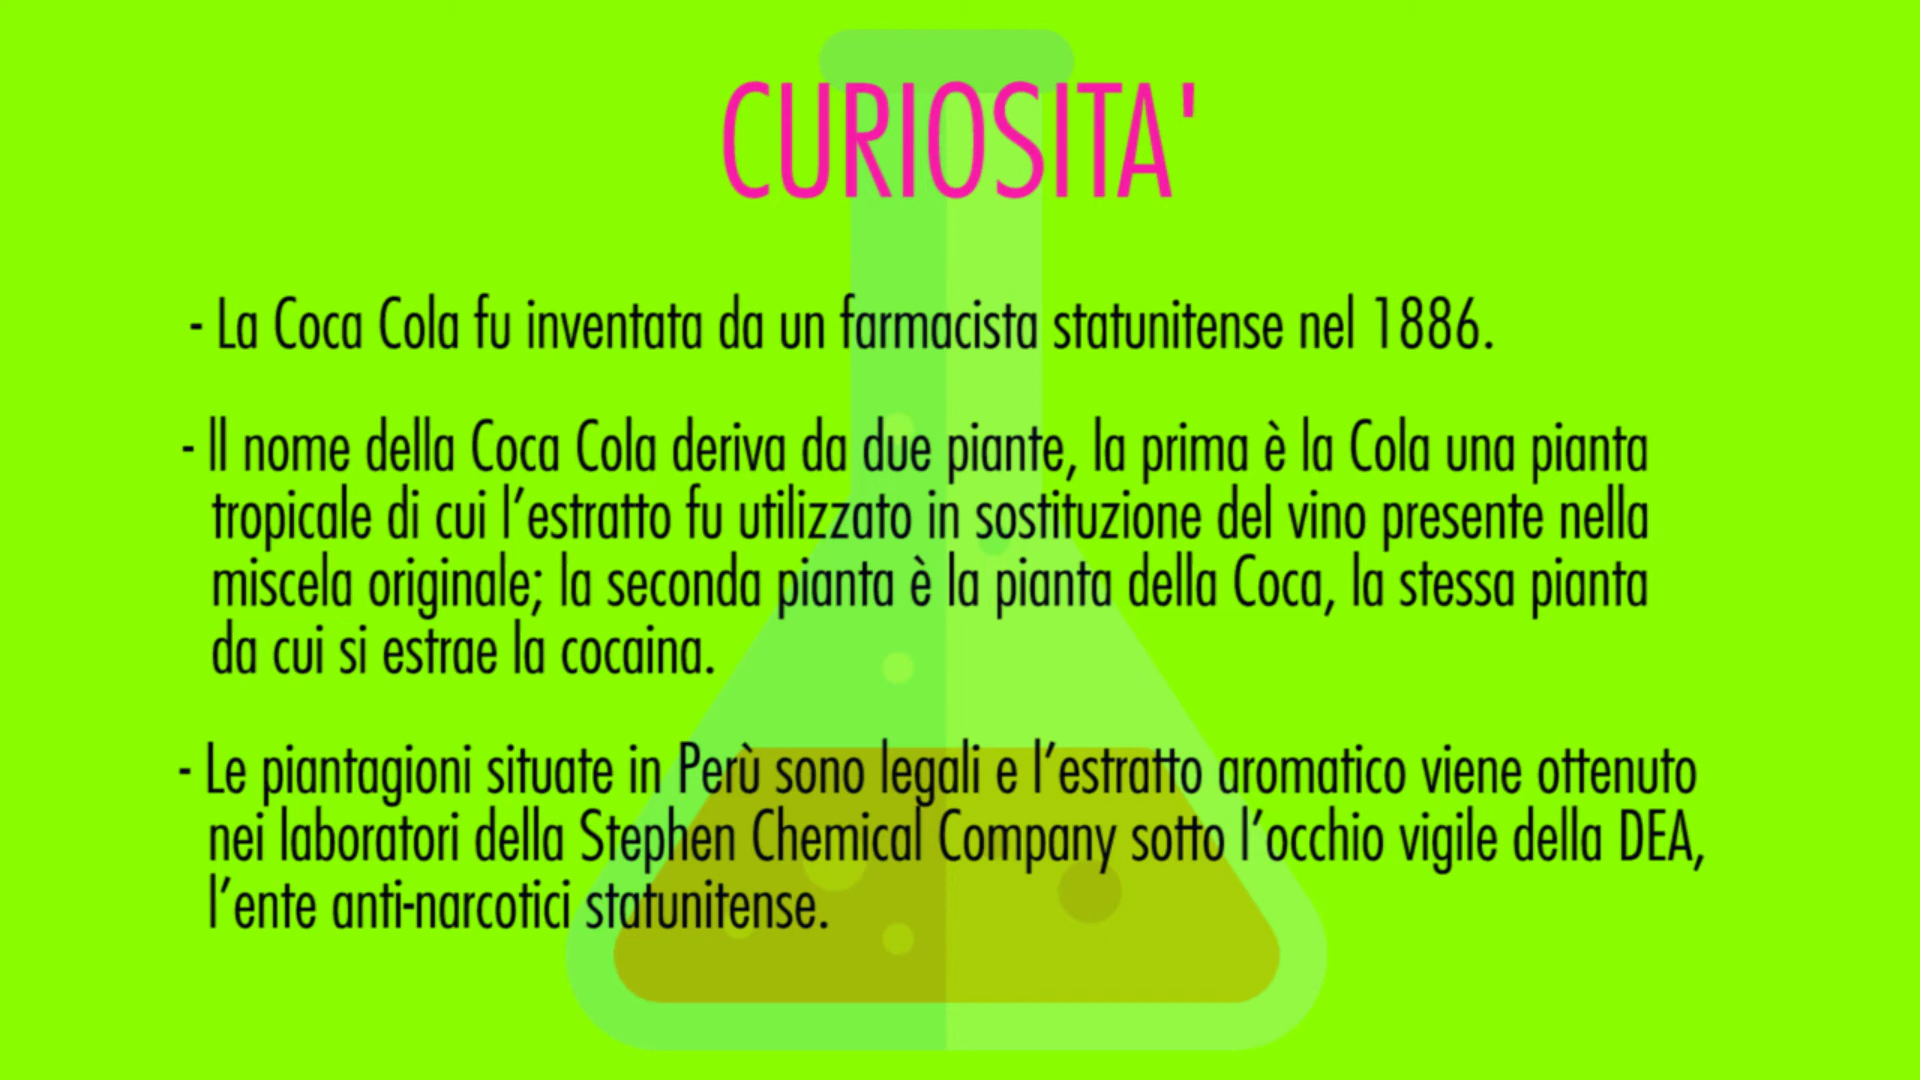 CURIOSITA'
- La Coca Cola fu inventata da un farmacista statunitense nel 1886.
- Il nome della Coca Cola deriva da due piante, la prima è la Cola una pianta
tropicale di cui l’estratto fu utilizzato in sostituzione del vino presente nella
miscela originale; la seconda pianta è la pianta della Coca, la stessa pianta
da cui si estrae la cocaina.
- Le piantagioni situate in Perù sono legali e l’estratto aromatico viene ottenuto
nei laboratori della Stephen Chemical Company sotto l’occhio vigile della DEA,
l’ente anti-narcotici statunitense.